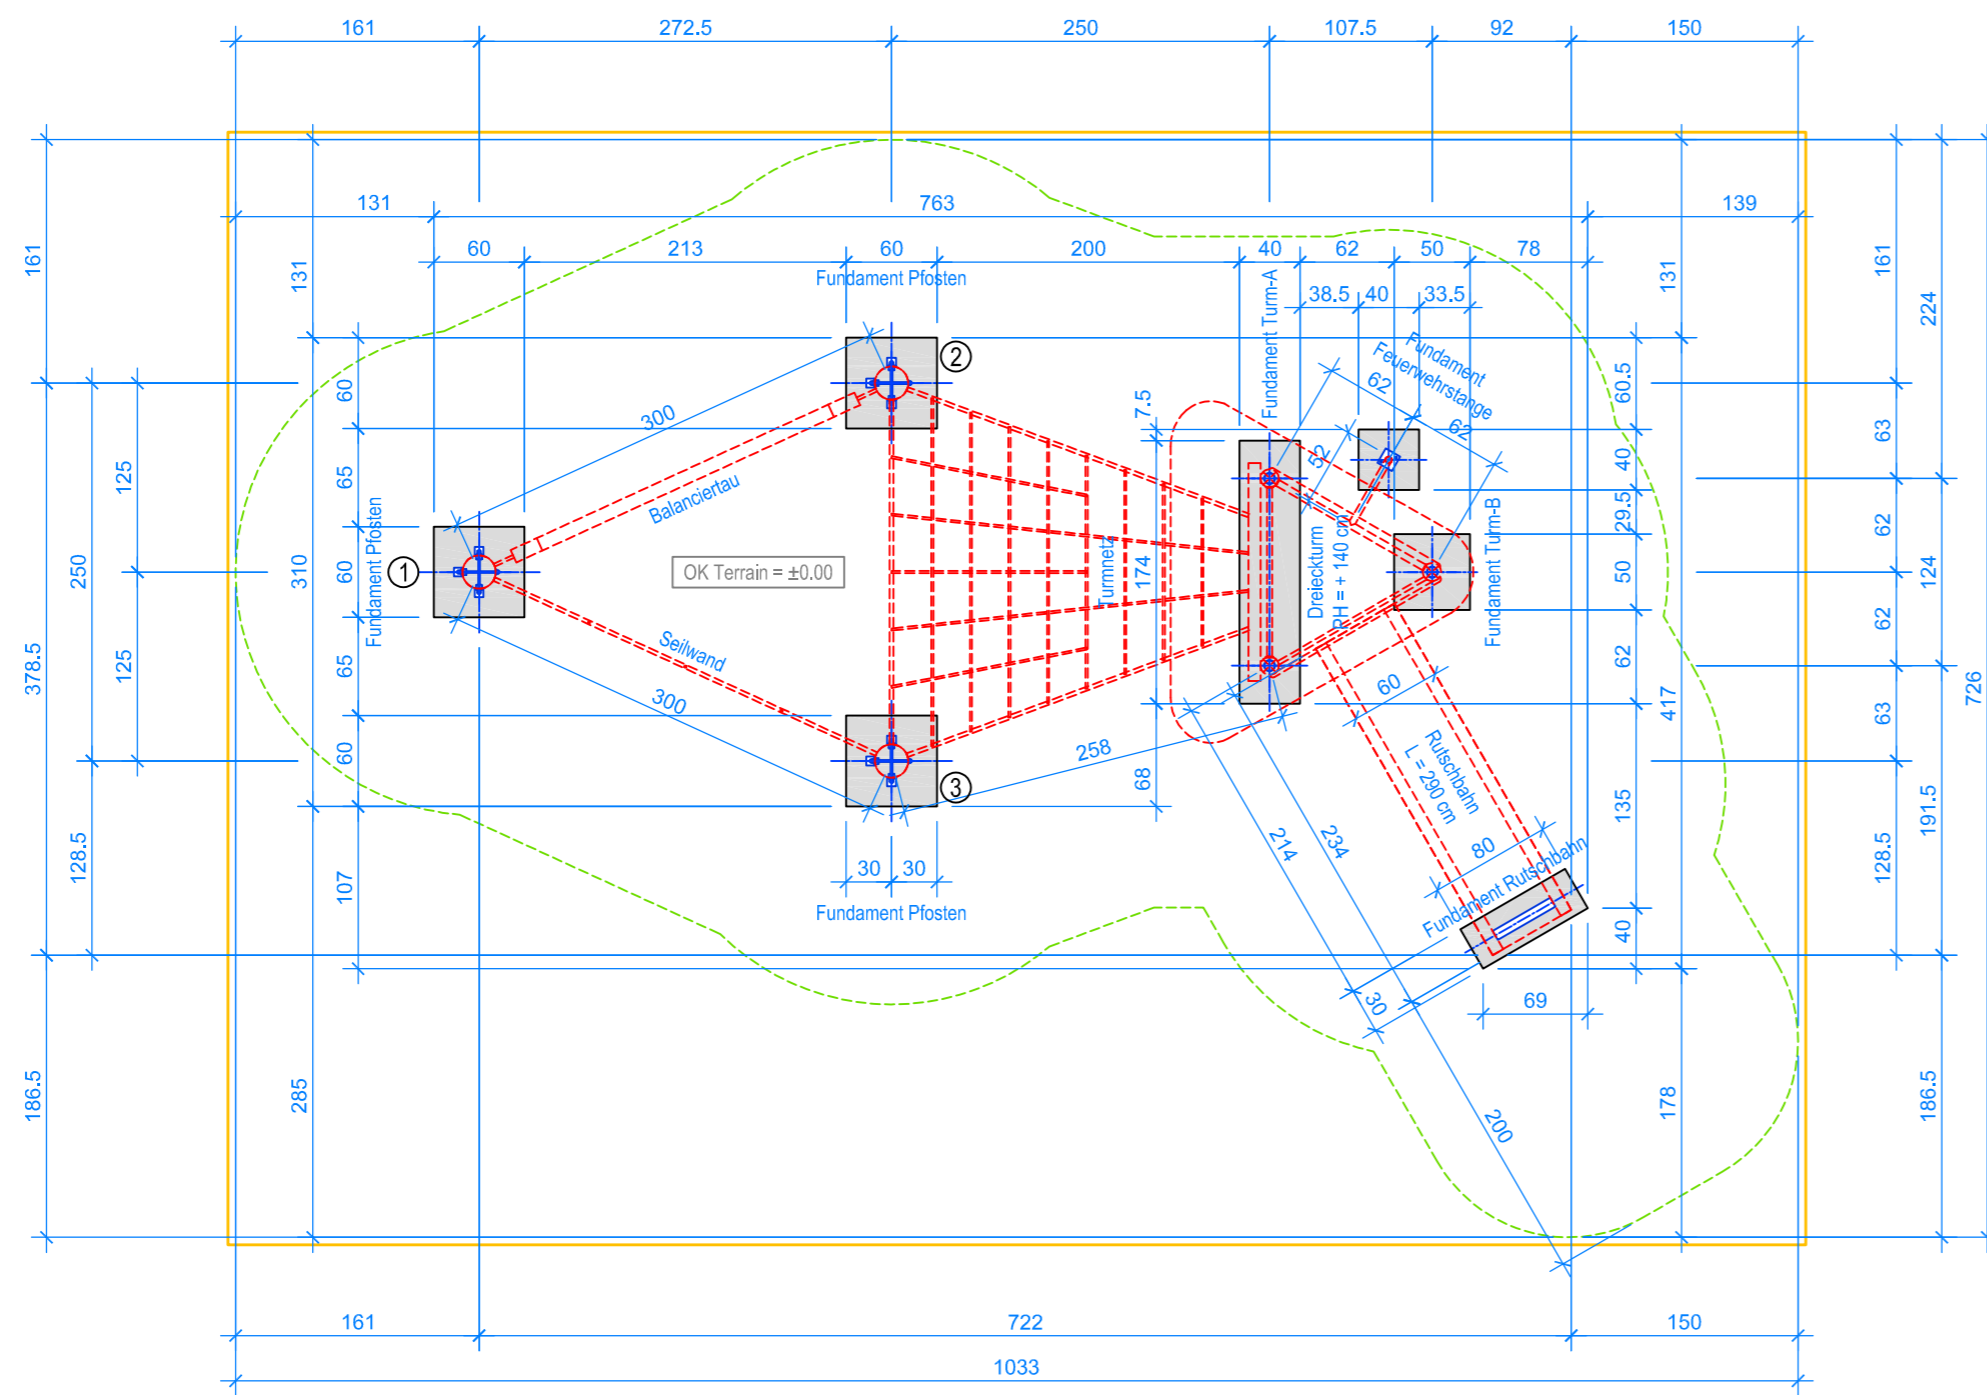 161 272.5 250 107.5 92 150
131 763 139
60 213 60 200 40 62 50 78
Fundament Pfosten
38.5 40 33.5
161
131
131
161
224
726
Fundament Turm-A
Fundament
Feuerwehrstange
62
62
52
7.5
60.5
63
2
60
300
Balanciertau
65
125
40
29.5
62
Fundament Pfosten
1
OK Terrain = ±0.00
Turmnetz
174
Dreieckturm
PH = + 140 cm
Fundament Turm-B
378.5
250
310
60
50
124
125
Seilwand
65
300
62
62
417
60
63
3
60
258
68
Rutschbahn
L = 290 cm
128.5
107
30 30
Fundament Pfosten
214
234
80
Fundament Rutschbahn
135
128.5
191.5
40
30
69
186.5
285
200
178
186.5
161 722 150
1033